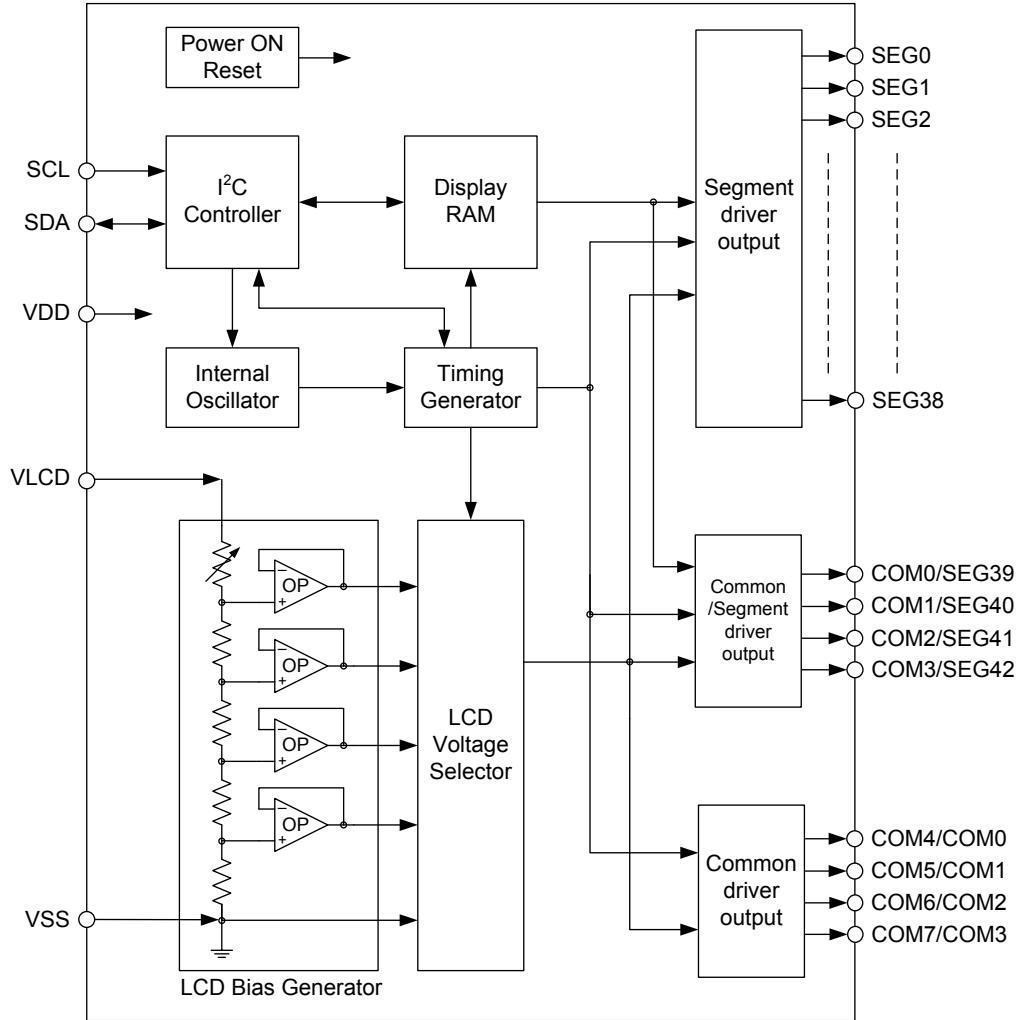 Power ON
Reset
SEG0
SEG1
SEG2
SCL
SDA
I²C
Controller
Display
RAM
Segment
driver
output
VDD
Internal
Oscillator
Timing
Generator
SEG38
VLCD
OP
− +
OP
− +
OP
− +
OP
− +
LCD
Voltage
Selector
Common
/Segment
driver
output
COM0/SEG39
COM1/SEG40
COM2/SEG41
COM3/SEG42
Common
driver
output
COM4/COM0
COM5/COM1
COM6/COM2
COM7/COM3
VSS
LCD Bias Generator